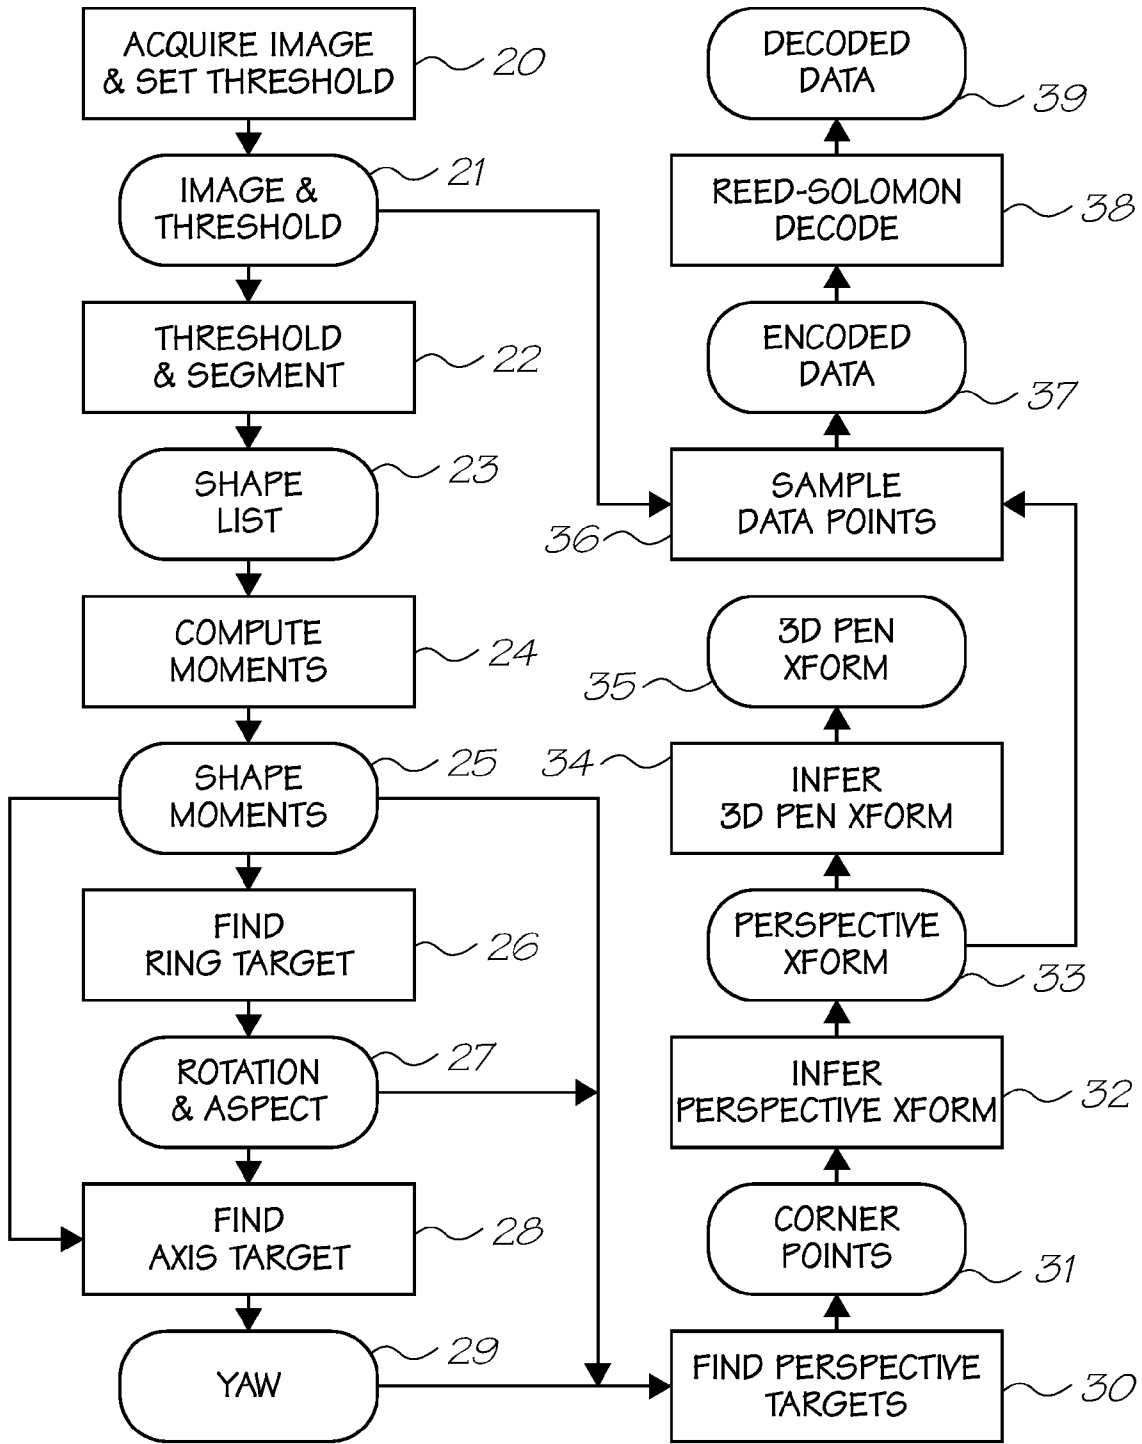 ACQUIRE IMAGE
& SET THRESHOLD
20
IMAGE &
THRESHOLD
21
THRESHOLD
& SEGMENT
22
SHAPE
LIST
23
COMPUTE
MOMENTS
24
SHAPE
MOMENTS
25
FIND
RING TARGET
26
ROTATION
& ASPECT
27
FIND
AXIS TARGET
28
YAW
29
FIND PERSPECTIVE
TARGETS
30
CORNER
POINTS
31
INFER
PERSPECTIVE XFORM
32
PERSPECTIVE
XFORM
33
INFER
3D PEN XFORM
34
3D PEN
XFORM
35
SAMPLE
DATA POINTS
36
ENCODED
DATA
37
REED-SOLOMON
DECODE
38
DECODED
DATA
39